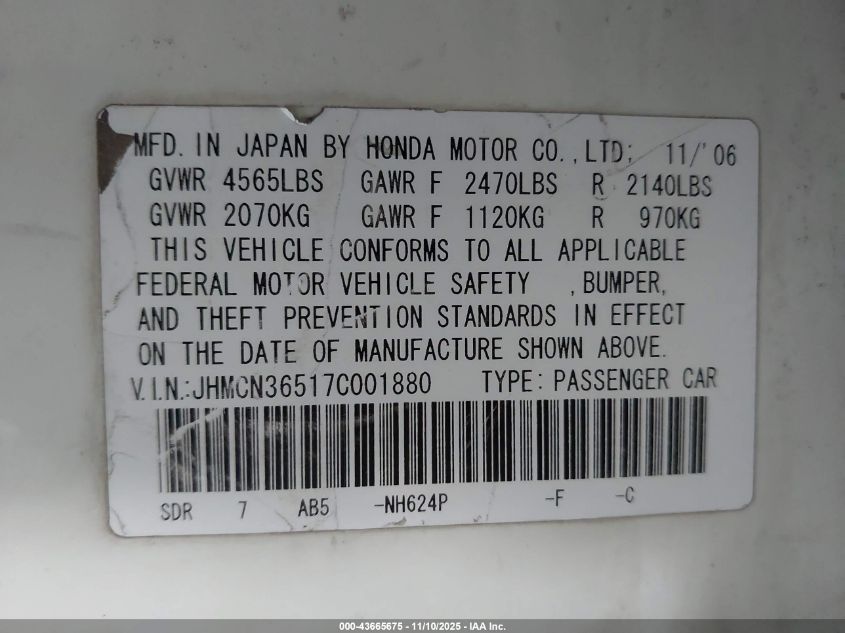 MFD. IN JAPAN BY HONDA MOTOR CO.,LTD; 11/'06
GVWR 4565LBS GAWR F 2470LBS R 2140LBS
GVWR 2070KG GAWR F 1120KG R 970KG
THIS VEHICLE CONFORMS TO ALL APPLICABLE
FEDERAL MOTOR VEHICLE SAFETY ,BUMPER,
AND THEFT PREVENTION STANDARDS IN EFFECT
ON THE DATE OF MANUFACTURE SHOWN ABOVE.
V.I.N.:JHMCN36517C001880 TYPE: PASSENGER CAR
SDR 7 AB5 -NH624P -F -C
000-43665675 - 11/10/2025 - IAA Inc.